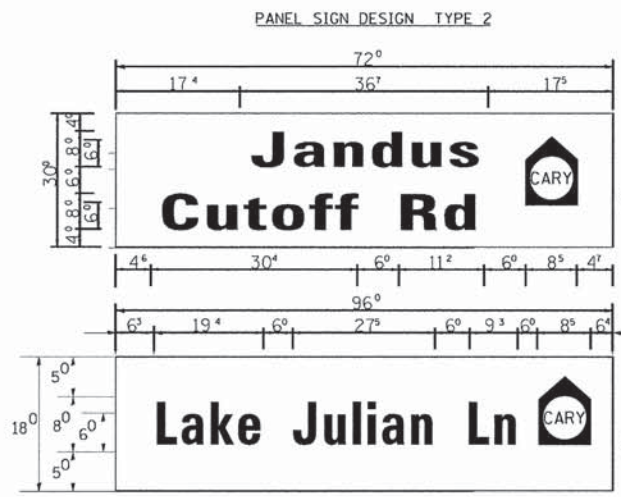 PANEL SIGN DESIGN TYPE 2
72⁰
17⁴ 36⁷ 17⁵
30⁰
4⁰ 8⁰ 6⁰ 8⁰ 4⁰
6⁰ 6⁰
Jandus
Cutoff Rd
CARY
4⁶ 30⁴ 6⁰ 11² 6⁰ 8⁵ 4⁷
96⁰
6³ 19⁴ 6⁰ 27⁵ 6⁰ 9³ 6⁰ 8⁵ 6⁴
18⁰
5⁰ 8⁰ 5⁰
6⁰
Lake Julian Ln
CARY